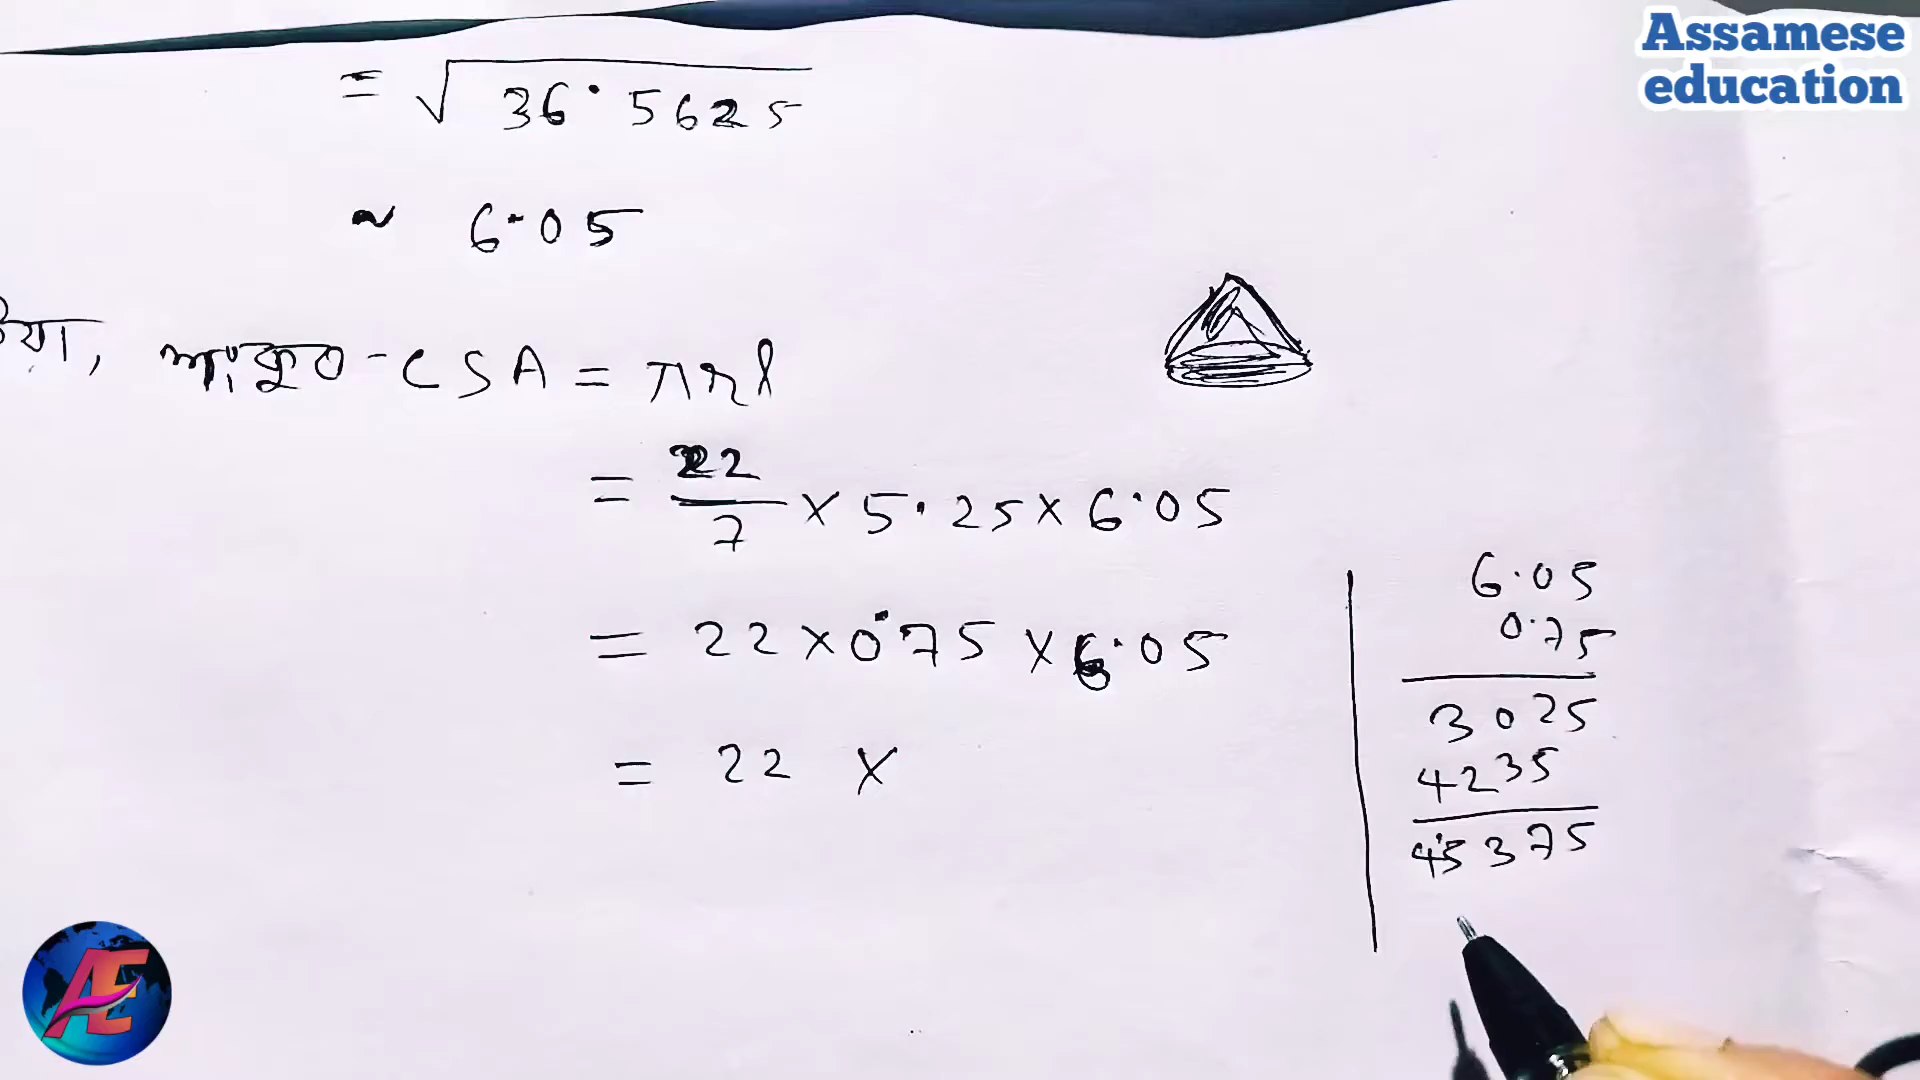 Assamese
education
= √36.5625
~ 6.05
শংকুৰ - CSA = πrl
= 22/7 × 5.25 × 6.05
= 22 × 0.75 × 6.05
= 22 ×
6.05
0.75
3025
4235
45375
AE